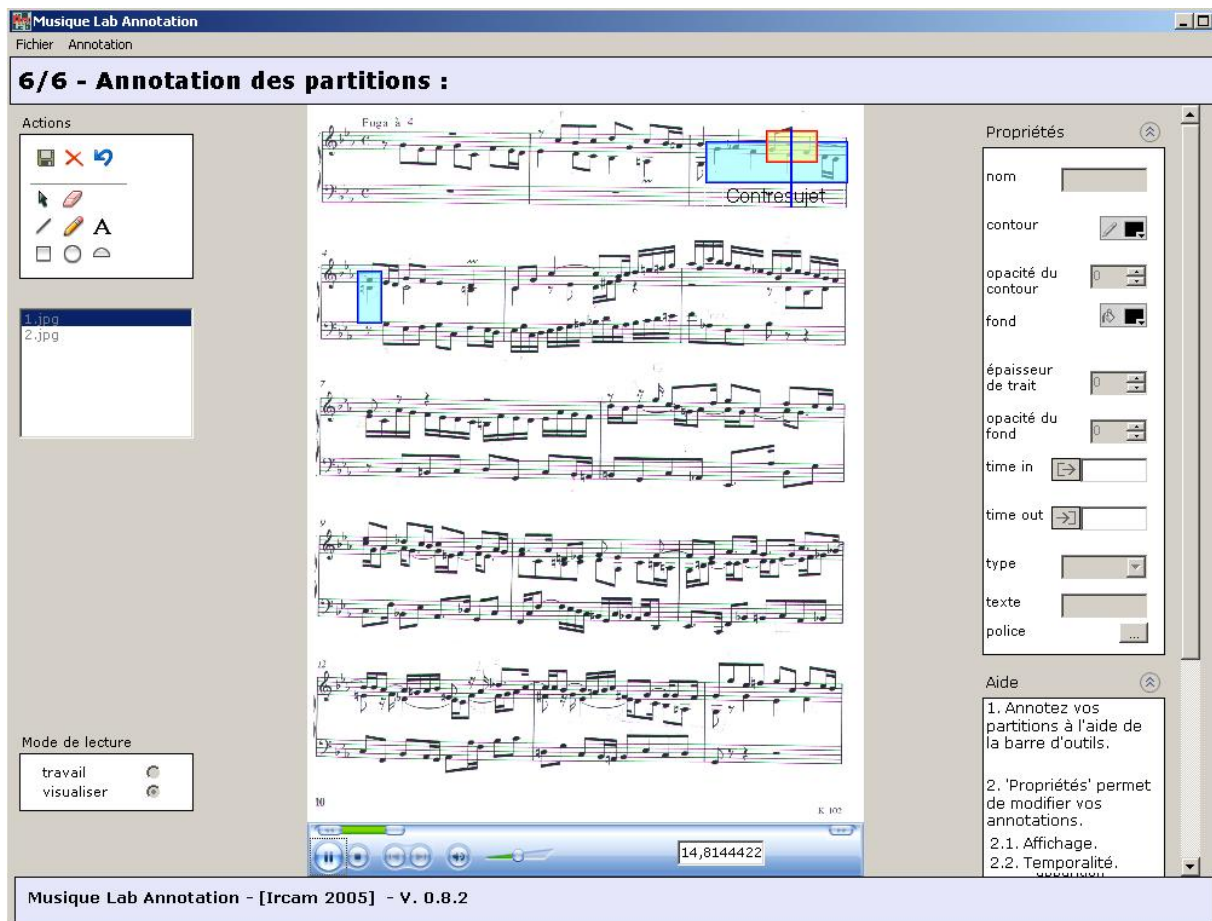 Musique Lab Annotation
Fichier Annotation
6/6 - Annotation des partitions :
Actions
A
1.jpg
2.jpg
Mode de lecture
travail
visualiser
Fuga à 4
Contresujet
4
7
9
12
10
K 102
14,8144422
Propriétés
nom
contour
opacité du
contour
0
fond
épaisseur
de trait
0
opacité du
fond
0
time in
time out
type
texte
police
...
Aide
1. Annotez vos
partitions à l'aide de
la barre d'outils.
2. 'Propriétés' permet
de modifier vos
annotations.
2.1. Affichage.
2.2. Temporalité.
Musique Lab Annotation - [Ircam 2005] - V. 0.8.2